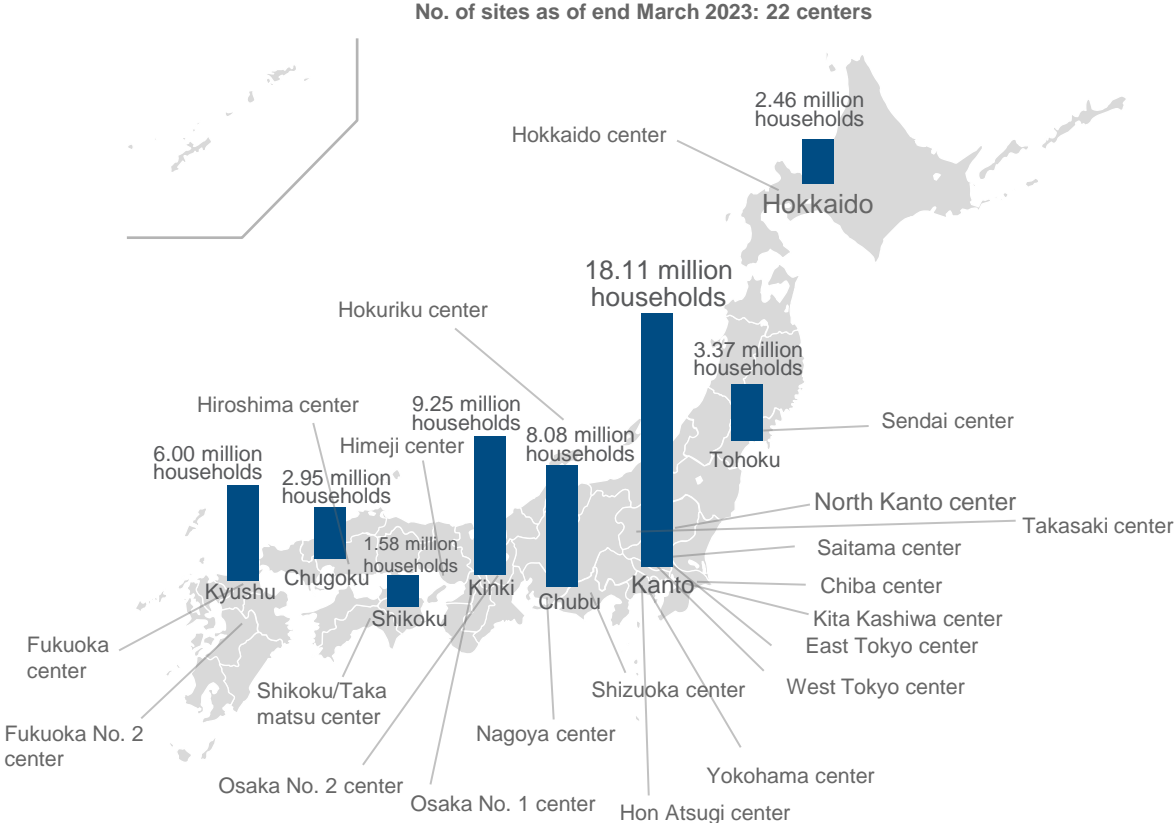 No. of sites as of end March 2023: 22 centers
2.46 million
households
Hokkaido center
Hokkaido
18.11 million
households
Hokuriku center
3.37 million
households
Hiroshima center
9.25 million
households
Sendai center
Himeji center
8.08 million
households
6.00 million
households
Tohoku
2.95 million
households
North Kanto center
Takasaki center
1.58 million
households
Saitama center
Chugoku
Kyushu
Kinki
Chubu
Kanto
Chiba center
Shikoku
Kita Kashiwa center
Fukuoka
center
East Tokyo center
Shikoku/Taka
matsu center
Shizuoka center
West Tokyo center
Fukuoka No. 2
center
Nagoya center
Osaka No. 2 center
Yokohama center
Osaka No. 1 center
Hon Atsugi center